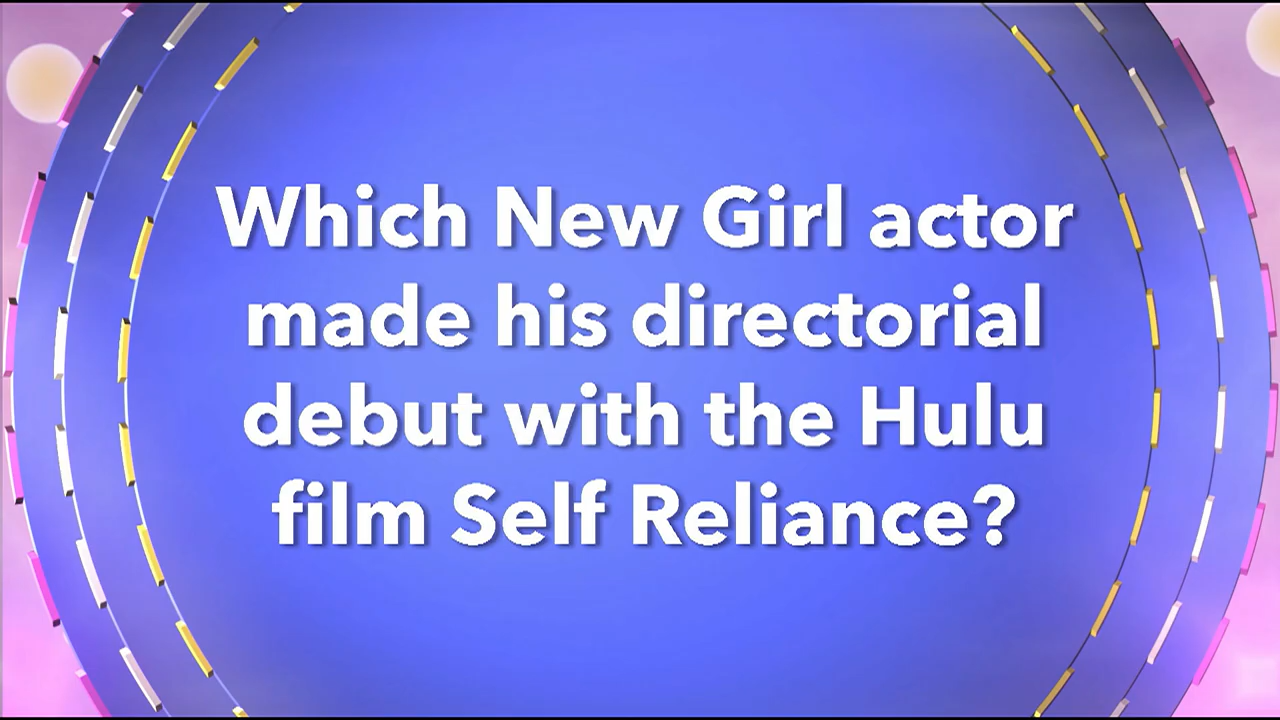 Which New Girl actor
made his directorial
debut with the Hulu
film Self Reliance?